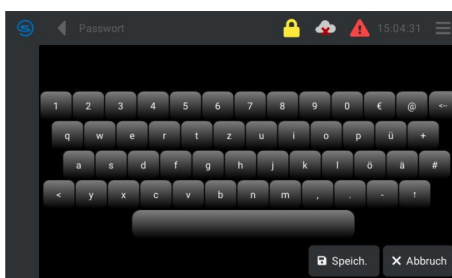 Passwort 15:04:31
1 2 3 4 5 6 7 8 9 0 € @ <--
q w e r t z u i o p ü +
a s d f g h j k l ö ä #
< y x c v b n m , . - ↑
Speich. Abbruch